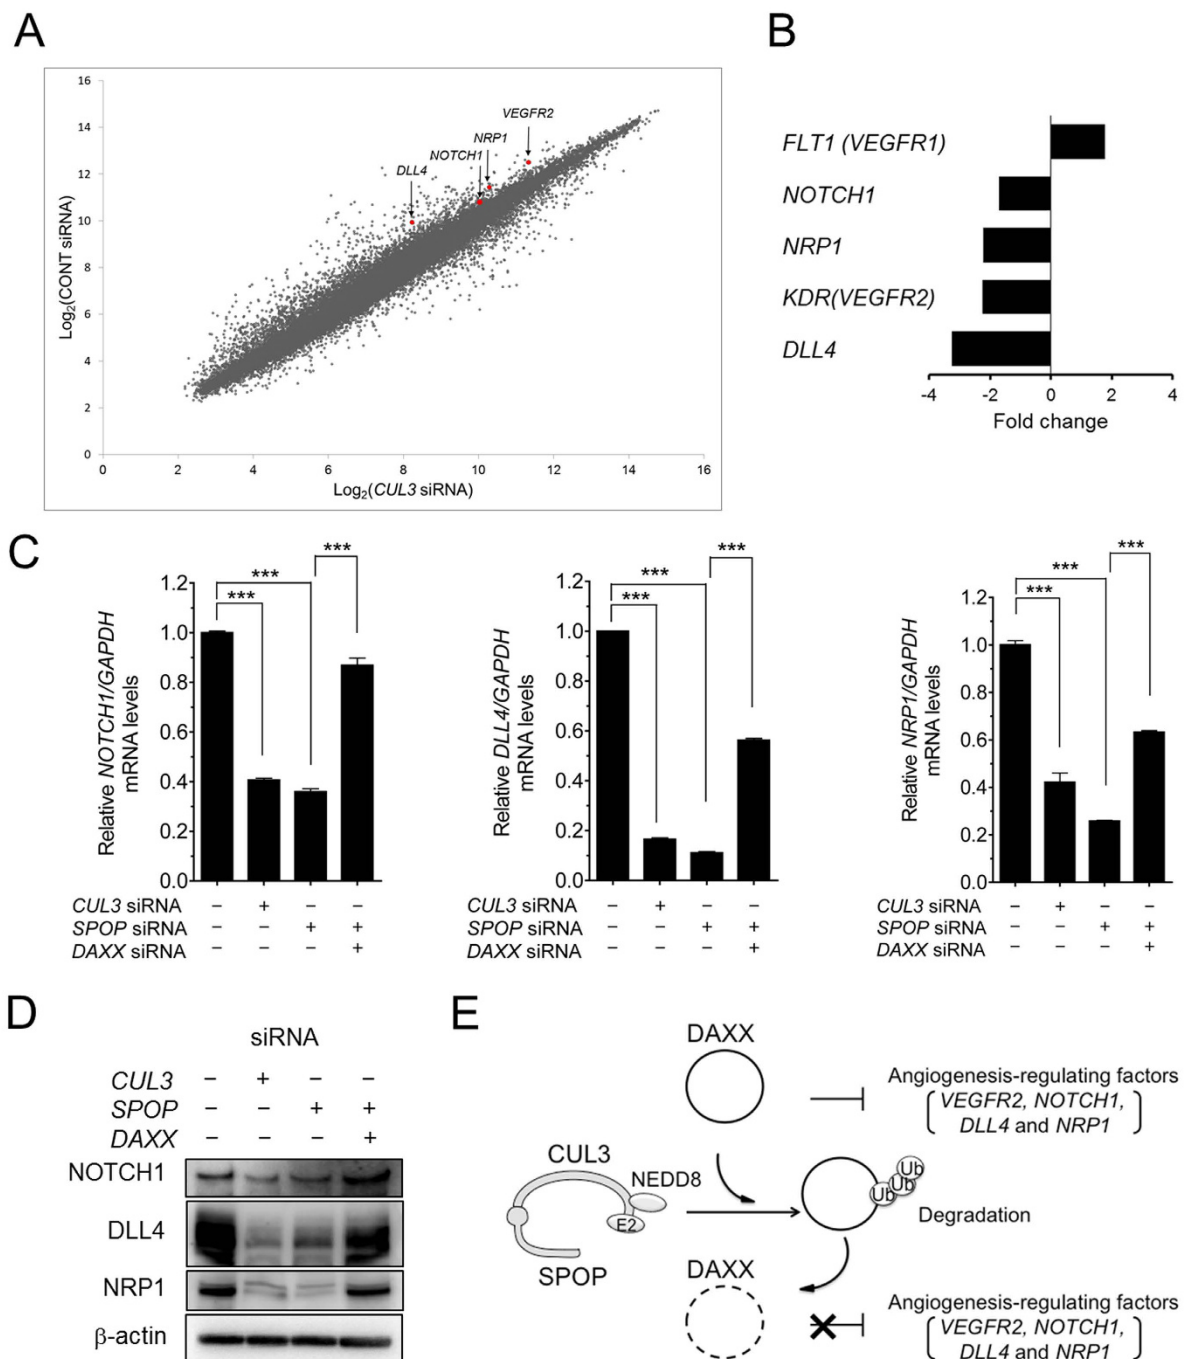 A
16
14
12
10
8
6
4
2
0
0 2 4 6 8 10 12 14 16
Log2(CONT siRNA)
Log2(CUL3 siRNA)
DLL4
NOTCH1
NRP1
VEGFR2
B
FLT1 (VEGFR1)
NOTCH1
NRP1
KDR(VEGFR2)
DLL4
-4 -2 0 2 4
Fold change
C
Relative NOTCH1/GAPDH
mRNA levels
1.2
1.0
0.8
0.6
0.4
0.2
0.0
***
***
***
CUL3 siRNA − + − −
SPOP siRNA − − + +
DAXX siRNA − − − +
Relative DLL4/GAPDH
mRNA levels
1.2
1.0
0.8
0.6
0.4
0.2
0.0
***
***
***
CUL3 siRNA − + − −
SPOP siRNA − − + +
DAXX siRNA − − − +
Relative NRP1/GAPDH
mRNA levels
1.2
1.0
0.8
0.6
0.4
0.2
0.0
***
***
***
CUL3 siRNA − + − −
SPOP siRNA − − + +
DAXX siRNA − − − +
D
siRNA
CUL3 − + − −
SPOP − − + +
DAXX − − − +
NOTCH1
DLL4
NRP1
β-actin
E
DAXX
Angiogenesis-regulating factors
(VEGFR2, NOTCH1,
DLL4 and NRP1)
CUL3
NEDD8
E2
SPOP
Ub
Ub
Ub
Degradation
DAXX
Angiogenesis-regulating factors
(VEGFR2, NOTCH1,
DLL4 and NRP1)